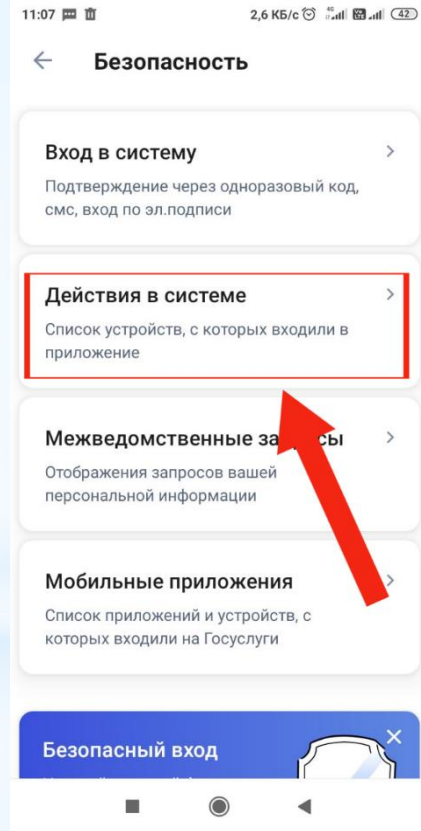 11:07 2,6 КБ/с 4G 42
Безопасность
Вход в систему
Подтверждение через одноразовый код,
смс, вход по эл.подписи
Действия в системе
Список устройств, с которых входили в
приложение
Межведомственные
Отображения запросов вашей
персональной информации
Мобильные приложения
Список приложений и устройств, с
которых входили на Госуслуги
Безопасный вход